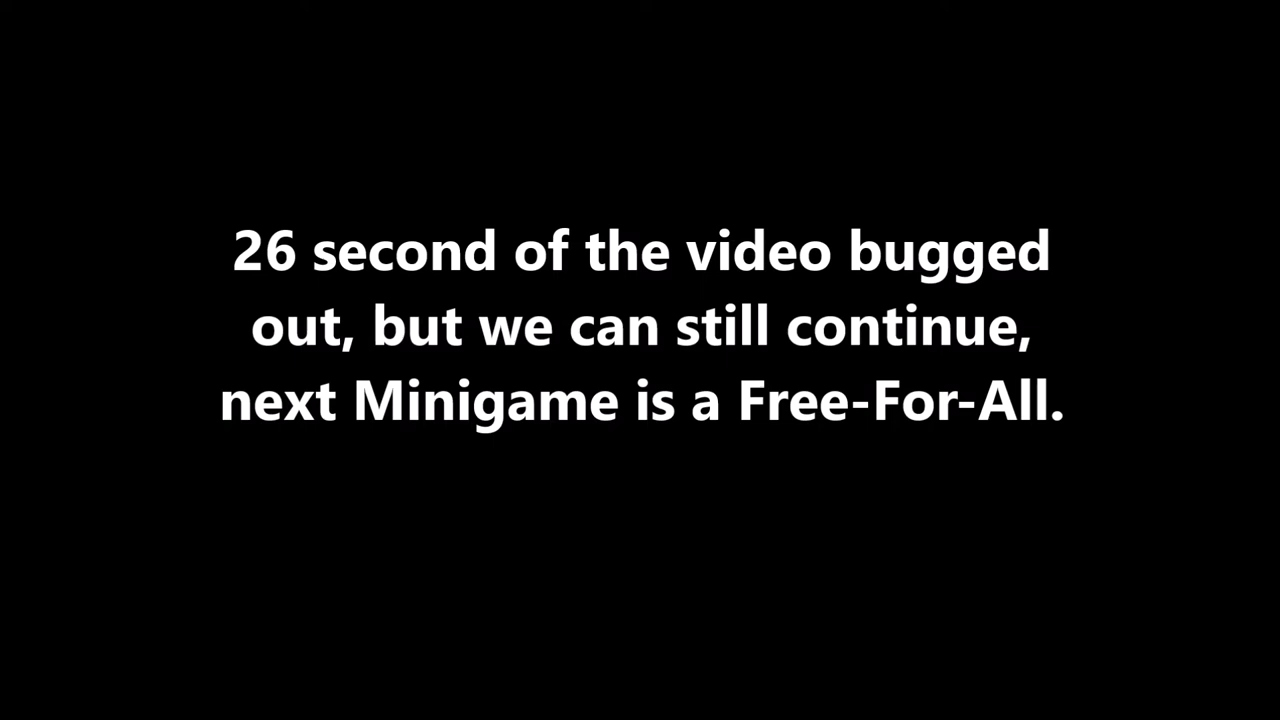 26 second of the video bugged
out, but we can still continue,
next Minigame is a Free-For-All.